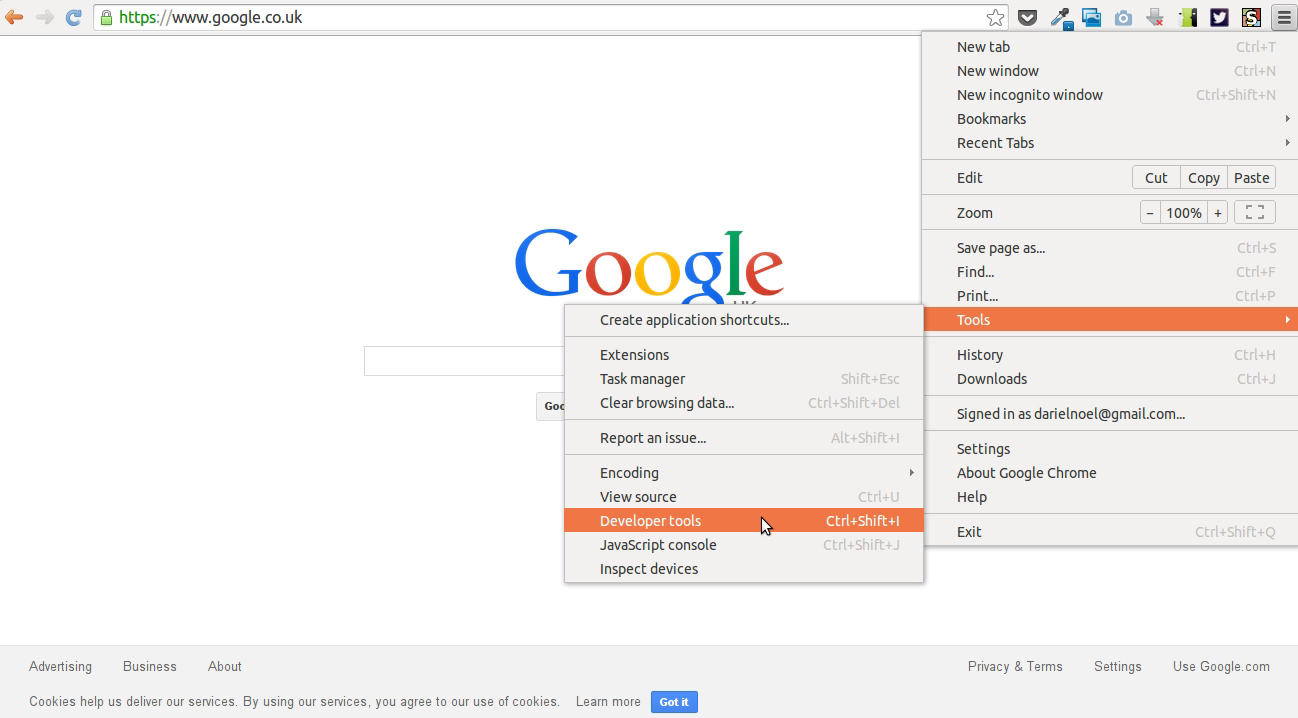 https://www.google.co.uk
New tab Ctrl+T
New window Ctrl+N
New incognito window Ctrl+Shift+N
Bookmarks
Recent Tabs
Edit Cut Copy Paste
Zoom − 100% +
Save page as... Ctrl+S
Find... Ctrl+F
Print... Ctrl+P
Tools
History Ctrl+H
Downloads Ctrl+J
Signed in as darielnoel@gmail.com...
Settings
About Google Chrome
Help
Exit Ctrl+Shift+Q
Google
Create application shortcuts...
Extensions
Task manager Shift+Esc
Clear browsing data... Ctrl+Shift+Del
Report an issue... Alt+Shift+I
Encoding
View source Ctrl+U
Developer tools Ctrl+Shift+I
JavaScript console Ctrl+Shift+J
Inspect devices
Advertising Business About Privacy & Terms Settings Use Google.com
Cookies help us deliver our services. By using our services, you agree to our use of cookies. Learn more Got it